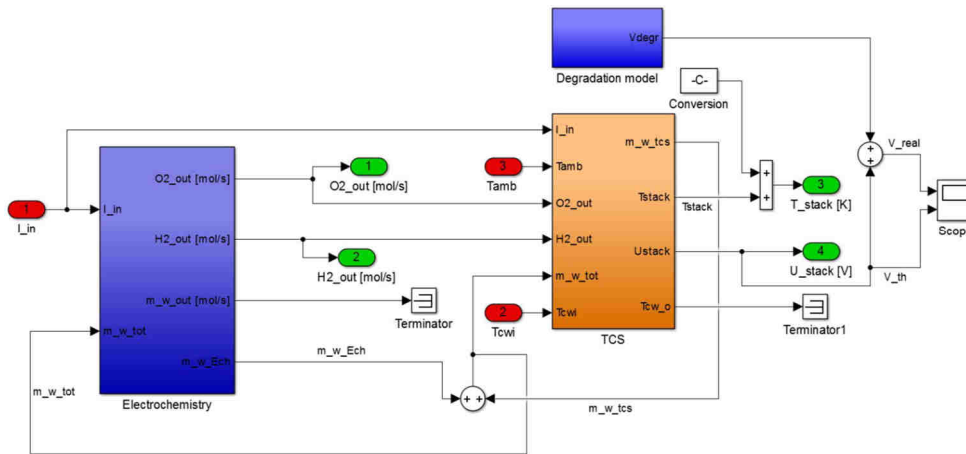 Vdegr
Degradation model
-C-
Conversion
I_in
m_w_tcs
+
+
V_real
O2_out [mol/s]
1
O2_out [mol/s]
3
Tamb
Tamb
+
+
3
T_stack [K]
Tstack
Tstack
Scop
1
I_in
I_in
O2_out
H2_out [mol/s]
2
H2_out [mol/s]
H2_out
Ustack
4
U_stack [V]
V_th
m_w_tot
m_w_out [mol/s]
Terminator
2
Tcwi
Tcwi
Tcw_o
Terminator1
TCS
m_w_tot
m_w_Ech
m_w_Ech
m_w_tot
Electrochemistry
+ +
m_w_tcs